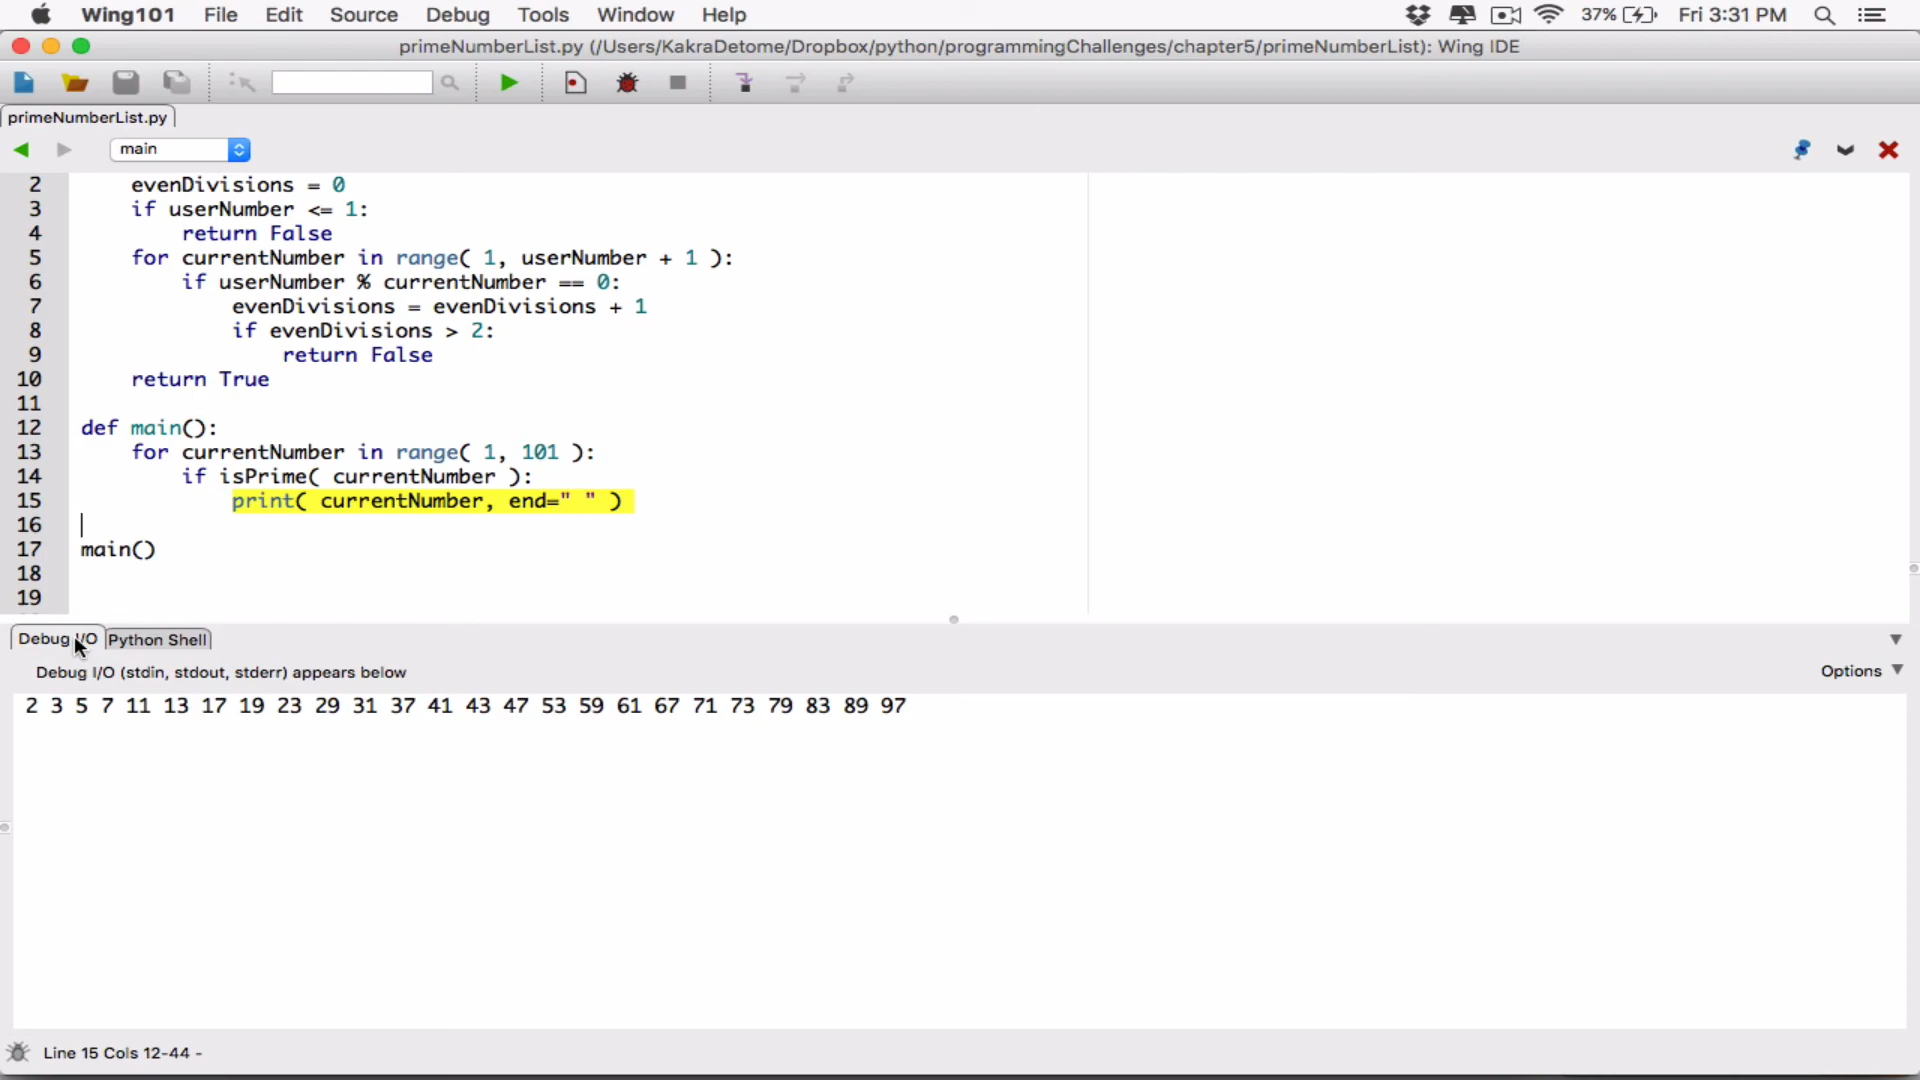 Wing101 File Edit Source Debug Tools Window Help 37% Fri 3:31 PM
primeNumberList.py (/Users/KakraDetome/Dropbox/python/programmingChallenges/chapter5/primeNumberList): Wing IDE
primeNumberList.py
main
2 evenDivisions = 0
3 if userNumber <= 1:
4 return False
5 for currentNumber in range( 1, userNumber + 1 ):
6 if userNumber % currentNumber == 0:
7 evenDivisions = evenDivisions + 1
8 if evenDivisions > 2:
9 return False
10 return True
11
12 def main():
13 for currentNumber in range( 1, 101 ):
14 if isPrime( currentNumber ):
15 print( currentNumber, end=" " )
16
17 main()
18
19
Debug I/O Python Shell
Debug I/O (stdin, stdout, stderr) appears below Options
2 3 5 7 11 13 17 19 23 29 31 37 41 43 47 53 59 61 67 71 73 79 83 89 97
Line 15 Cols 12-44 -